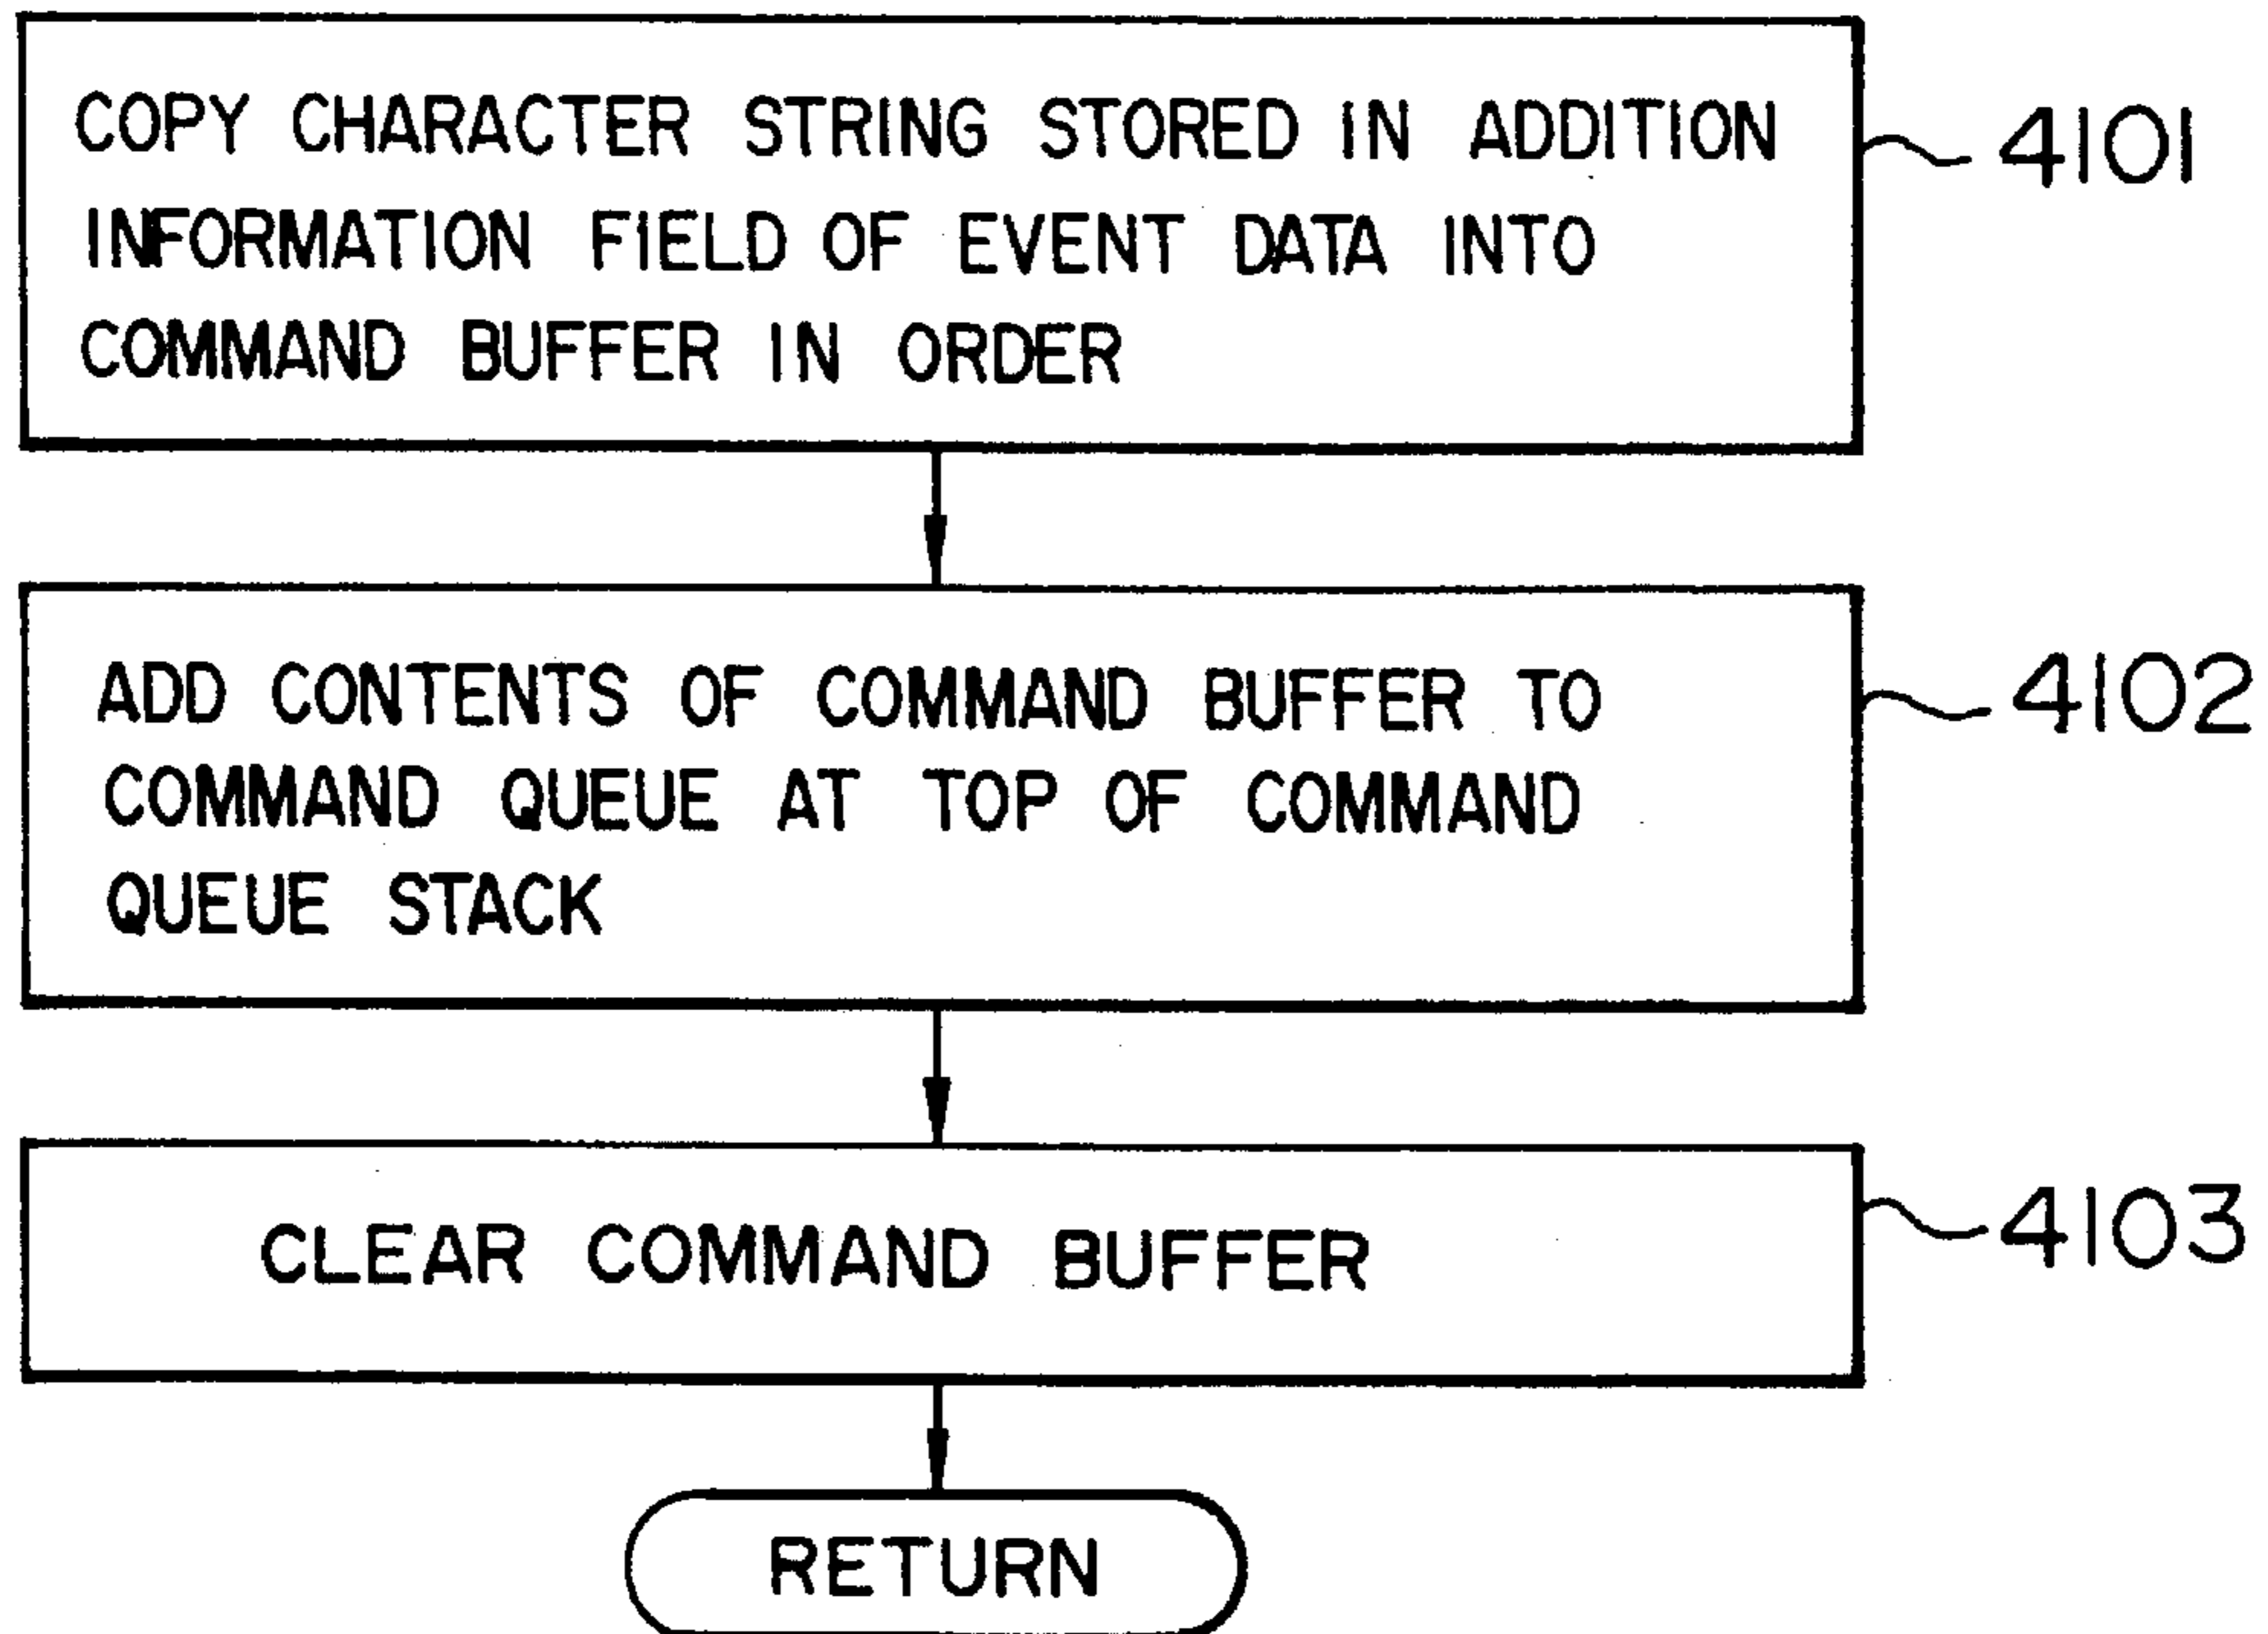 COPY CHARACTER STRING STORED IN ADDITION
4101
INFORMATION FIELD OF EVENT DATA INTO
COMMAND BUFFER IN ORDER
ADD CONTENTS OF COMMAND BUFFER TO
4102
COMMAND QUEUE AT TOP OF COMMAND
QUEUE STACK
CLEAR COMMAND BUFFER
4103
RETURN